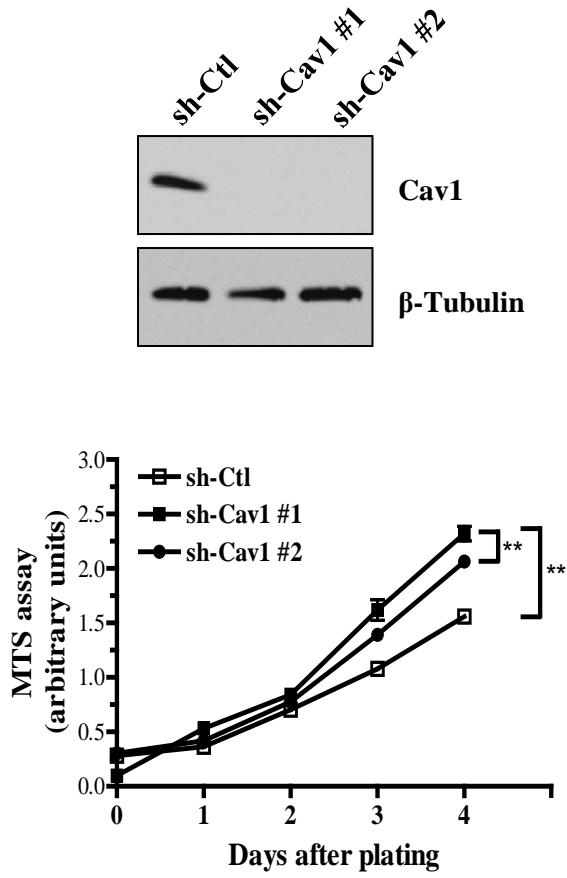 sh-Ctl
sh-Cav1 #1
sh-Cav1 #2
Cav1
β-Tubulin
3.0
2.5
2.0
1.5
1.0
0.5
0.0
MTS assay
(arbitrary units)
sh-Ctl
sh-Cav1 #1
sh-Cav1 #2
**
**
0 1 2 3 4
Days after plating